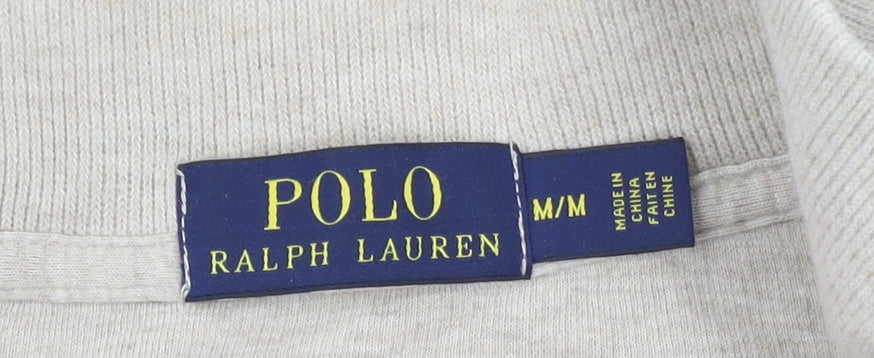 POLO
RALPH LAUREN
M/M
MADE IN
CHINA
FAIT EN
CHINE